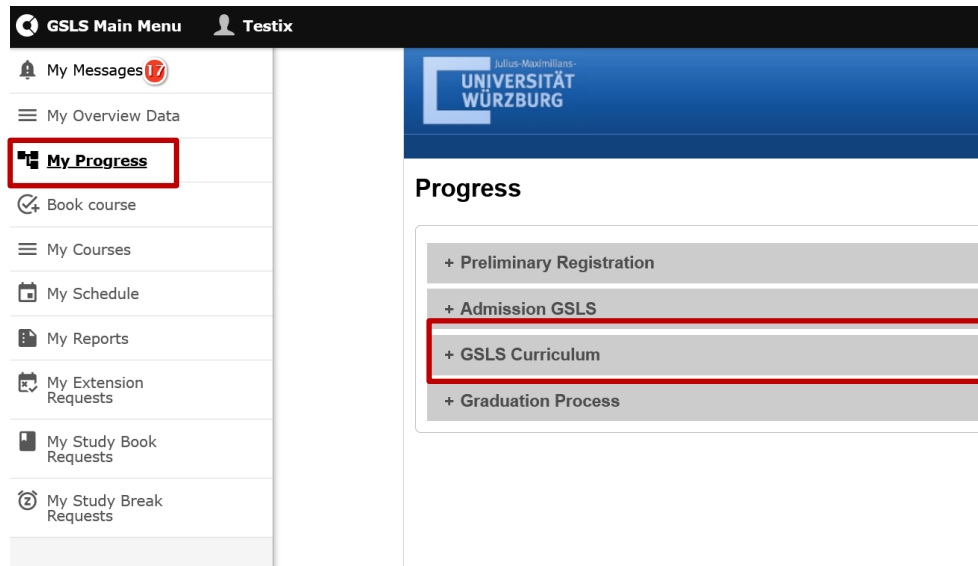 GSLS Main Menu Testix
My Messages 17
My Overview Data
My Progress
Book course
My Courses
My Schedule
My Reports
My Extension
Requests
My Study Book
Requests
My Study Break
Requests
Julius-Maximilians-
UNIVERSITÄT
WÜRZBURG
Progress
+ Preliminary Registration
+ Admission GSLS
+ GSLS Curriculum
+ Graduation Process